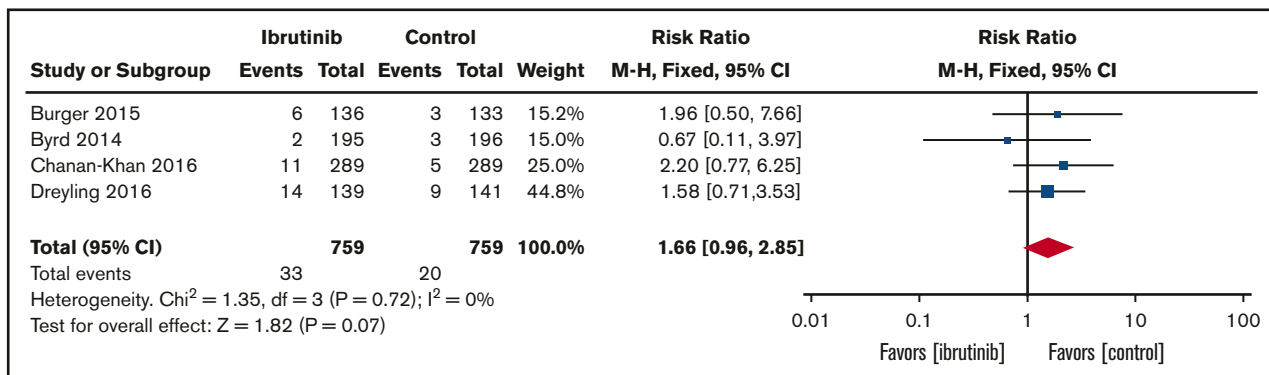 Ibrutinib Control Risk Ratio Risk Ratio
Study or Subgroup Events Total Events Total Weight M-H, Fixed, 95% CI M-H, Fixed, 95% CI
Burger 2015 6 136 3 133 15.2% 1.96 [0.50, 7.66]
Byrd 2014 2 195 3 196 15.0% 0.67 [0.11, 3.97]
Chanan-Khan 2016 11 289 5 289 25.0% 2.20 [0.77, 6.25]
Dreyling 2016 14 139 9 141 44.8% 1.58 [0.71,3.53]
Total (95% CI) 759 759 100.0% 1.66 [0.96, 2.85]
Total events 33 20
Heterogeneity. Chi² = 1.35, df = 3 (P = 0.72); I² = 0%
Test for overall effect: Z = 1.82 (P = 0.07)
0.01 0.1 1 10 100
Favors [ibrutinib] Favors [control]